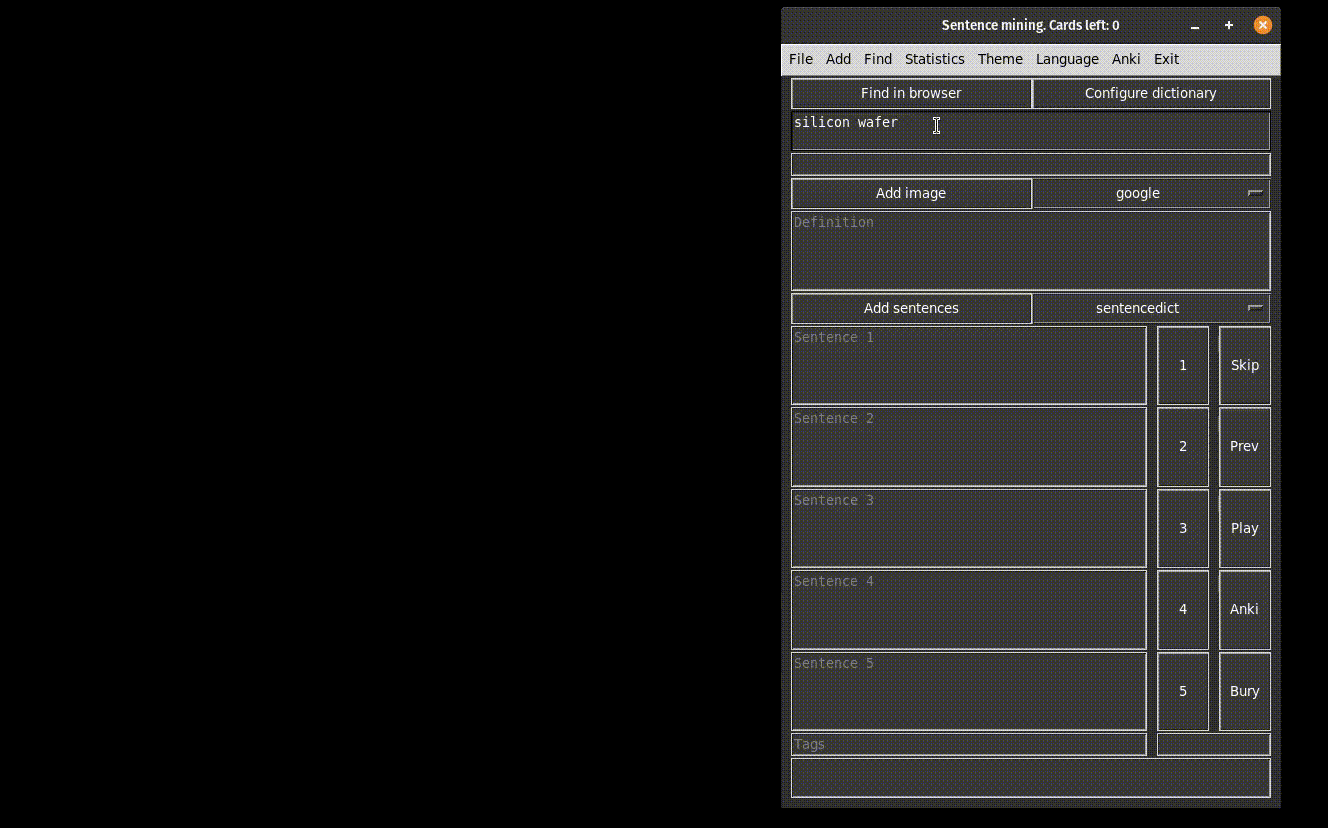 Sentence mining. Cards left: 0
File Add Find Statistics Theme Language Anki Exit
Find in browser Configure dictionary
silicon wafer
Add image google
Definition
Add sentences sentencedict
Sentence 1 1 Skip
Sentence 2 2 Prev
Sentence 3 3 Play
Sentence 4 4 Anki
Sentence 5 5 Bury
Tags